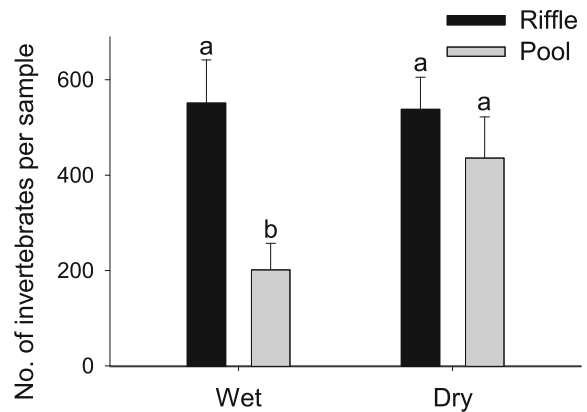 Riffle
Pool
No. of invertebrates per sample
600
400
200
0
a
b
a
a
Wet
Dry